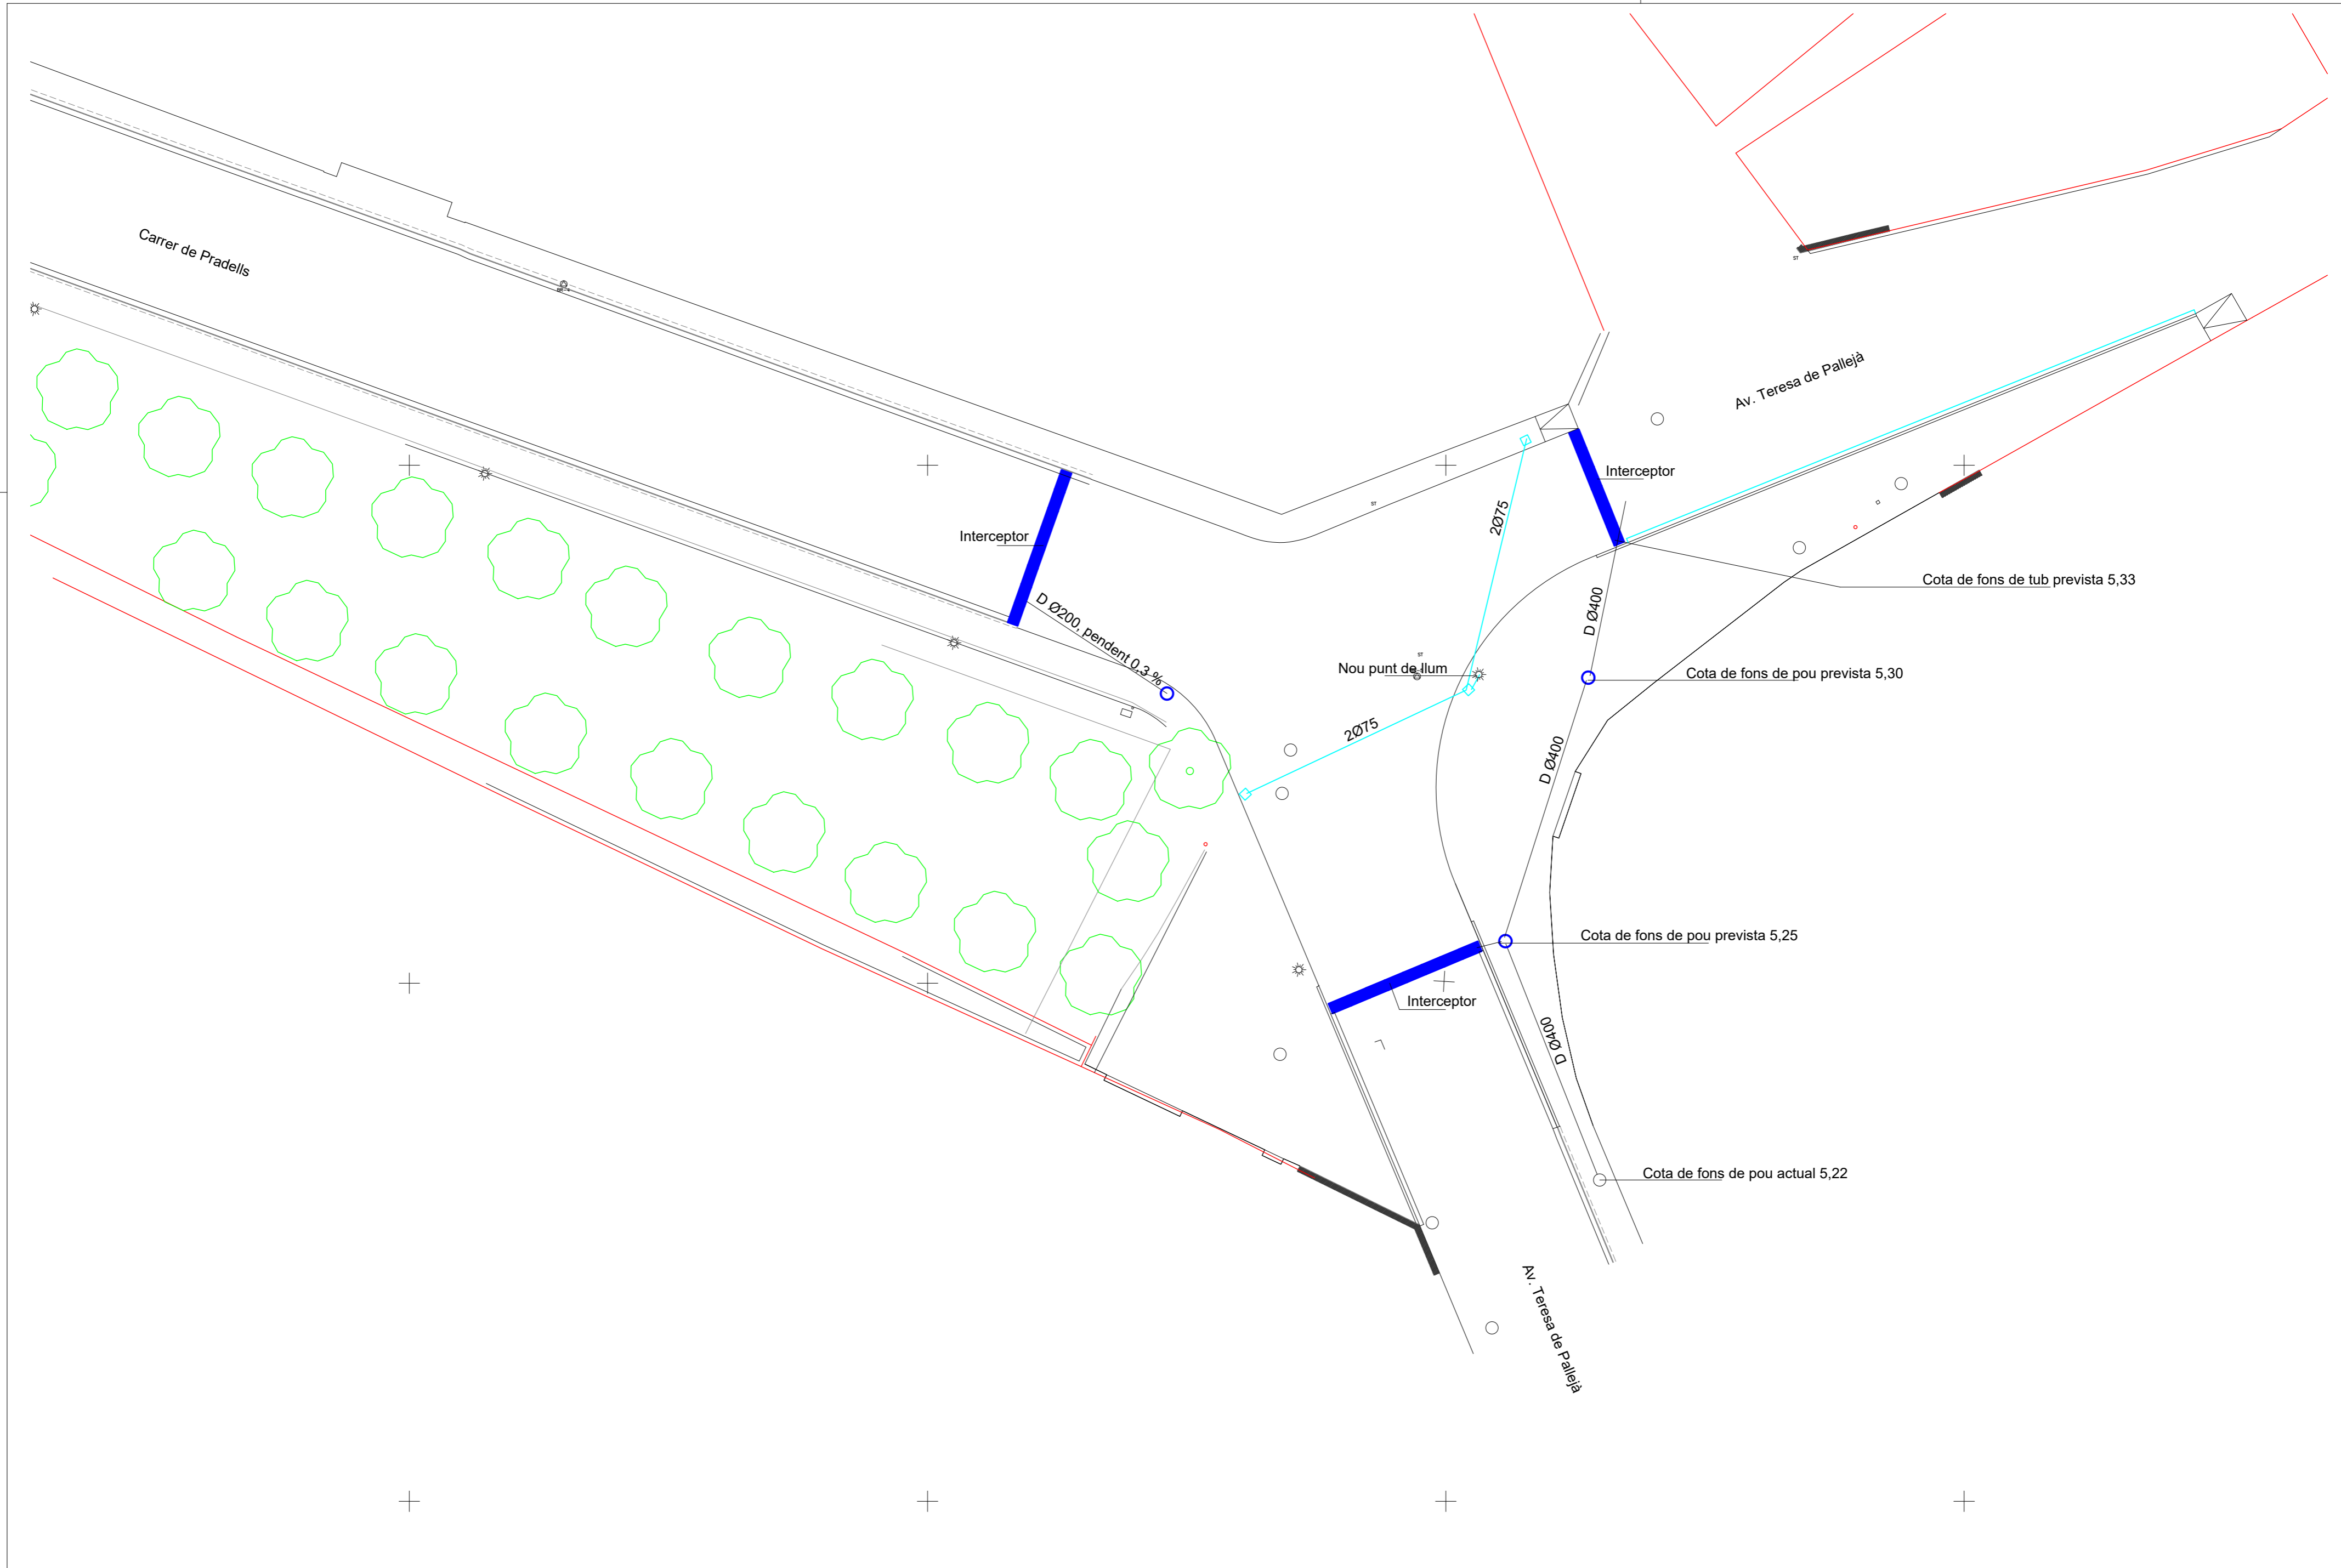 Carrer de Pradells
ST
Av. Teresa de Pallejà
Interceptor
ST
2Ø75
Interceptor
D Ø200, pendent 0.3 %
Cota de fons de tub prevista 5,33
D Ø400
ST
Nou punt de llum
Cota de fons de pou prevista 5,30
2Ø75
D Ø400
Cota de fons de pou prevista 5,25
Interceptor
D Ø400
Cota de fons de pou actual 5,22
Av. Teresa de Pallejà